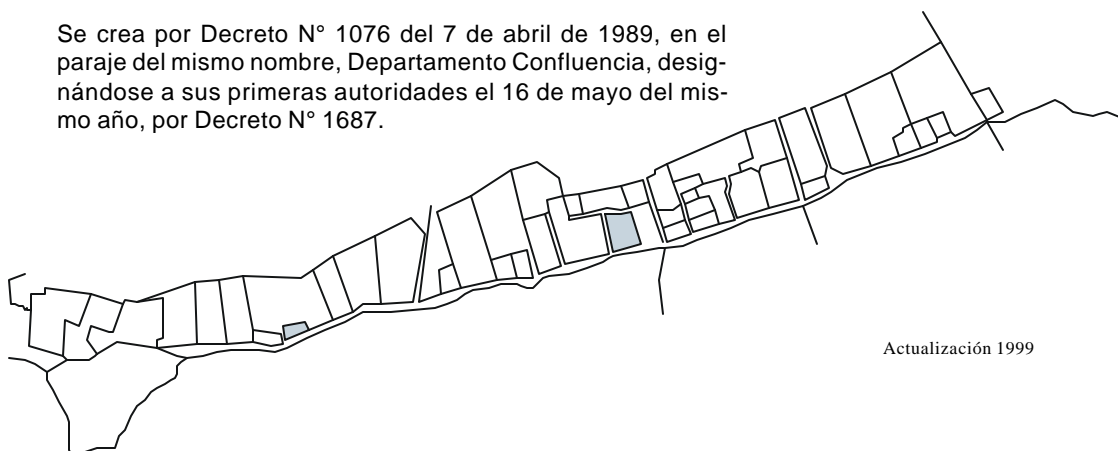 Se crea por Decreto N° 1076 del 7 de abril de 1989, en el
paraje del mismo nombre, Departamento Confluencia, desig-
nándose a sus primeras autoridades el 16 de mayo del mis-
mo año, por Decreto N° 1687.
Actualización 1999